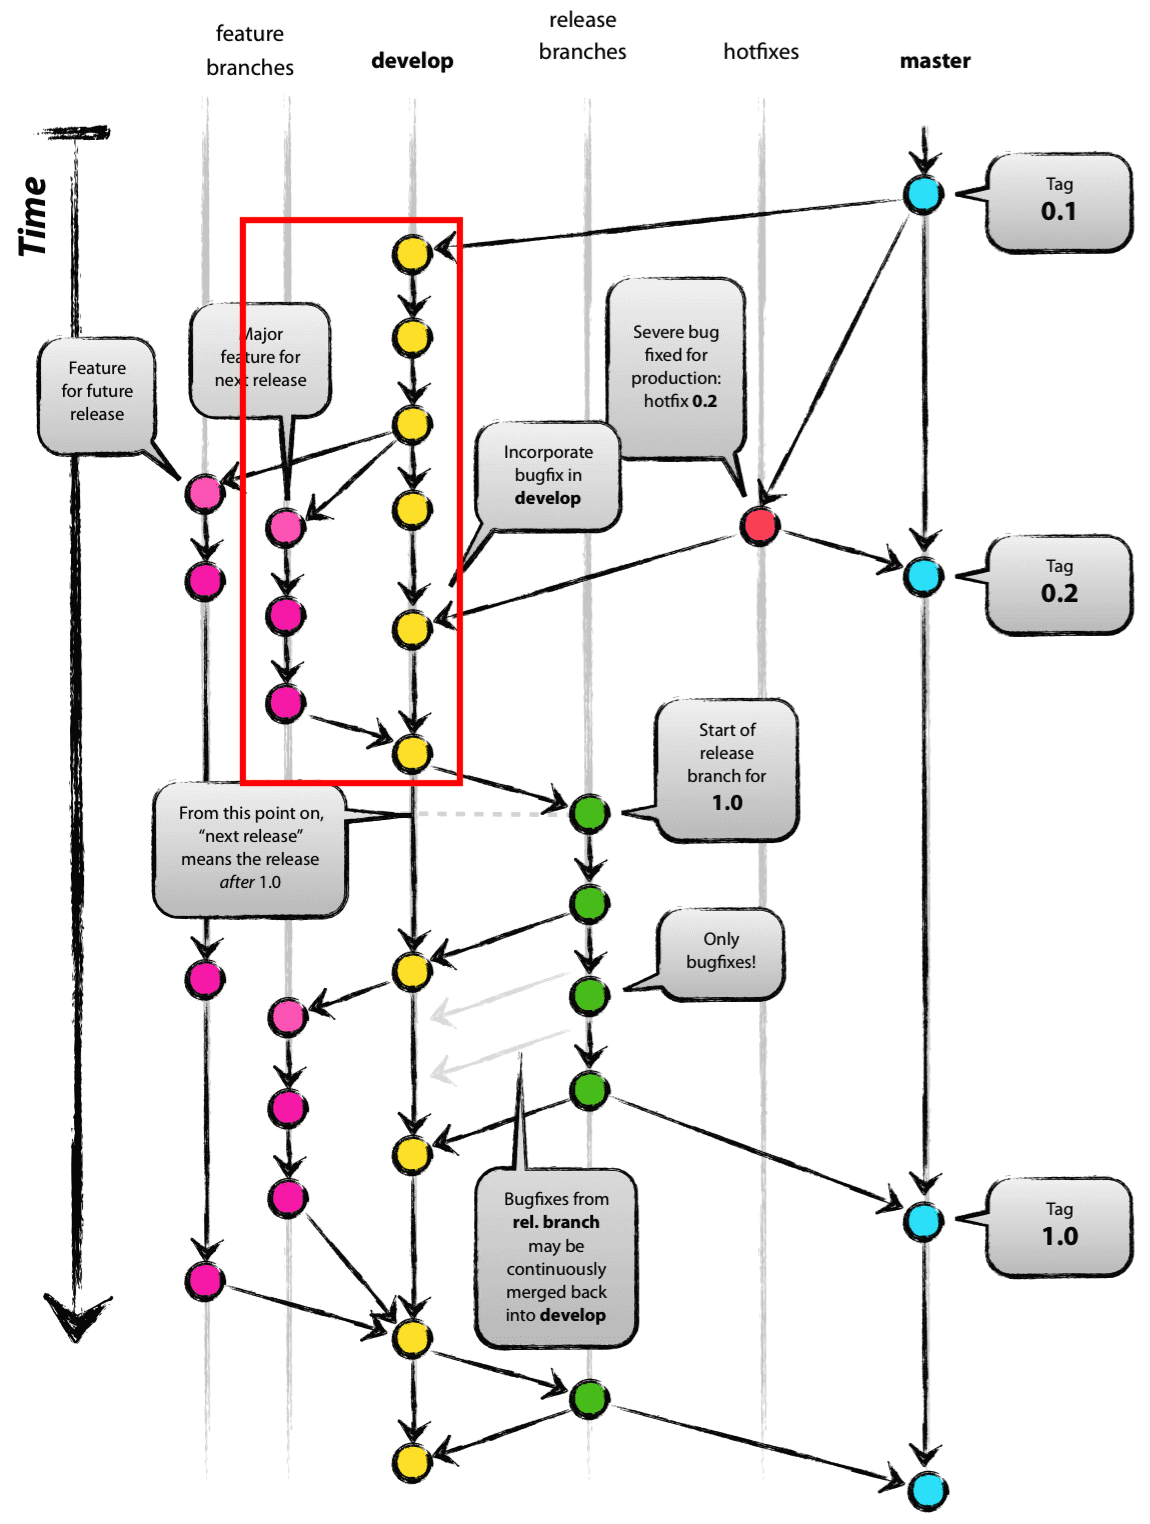 feature
branches
develop
release
branches
hotfixes
master
Time
Tag
0.1
Major
feature for
next release
Feature
for future
release
Severe bug
fixed for
production:
hotfix 0.2
Incorporate
bugfix in
develop
Tag
0.2
Start of
release
branch for
1.0
From this point on,
“next release”
means the release
after 1.0
Only
bugfixes!
Bugfixes from
rel. branch
may be
continuously
merged back
into develop
Tag
1.0